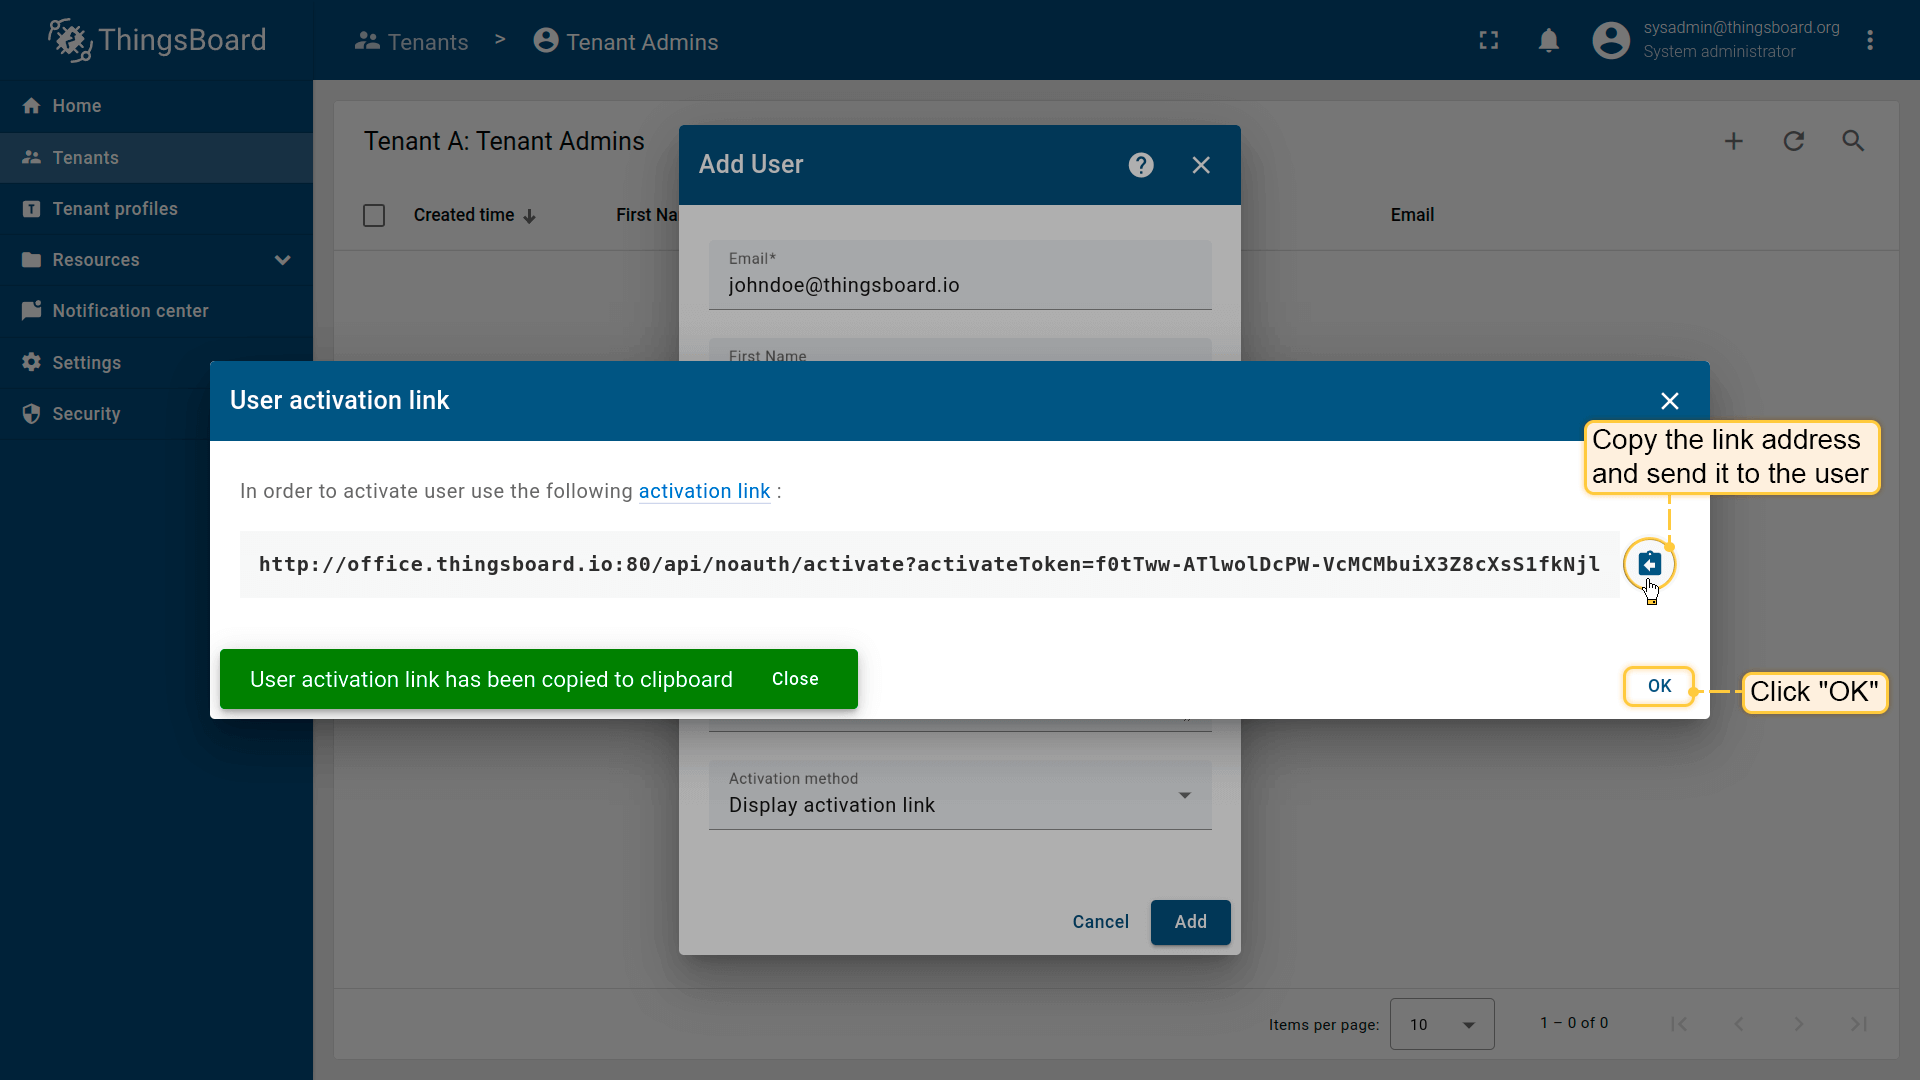 ThingsBoard
Tenants > Tenant Admins
sysadmin@thingsboard.org
System administrator
Home
Tenants
Tenant profiles
Resources
Notification center
Settings
Security
Tenant A: Tenant Admins
Created time
First Na
Email
Add User
Email*
johndoe@thingsboard.io
First Name
User activation link
Copy the link address
and send it to the user
In order to activate user use the following activation link :
http://office.thingsboard.io:80/api/noauth/activate?activateToken=f0tTww-ATlwolDcPW-VcMCMbuiX3Z8cXsS1fkNjl
User activation link has been copied to clipboard Close
OK
Click "OK"
Activation method
Display activation link
Cancel
Add
Items per page: 10
1 – 0 of 0